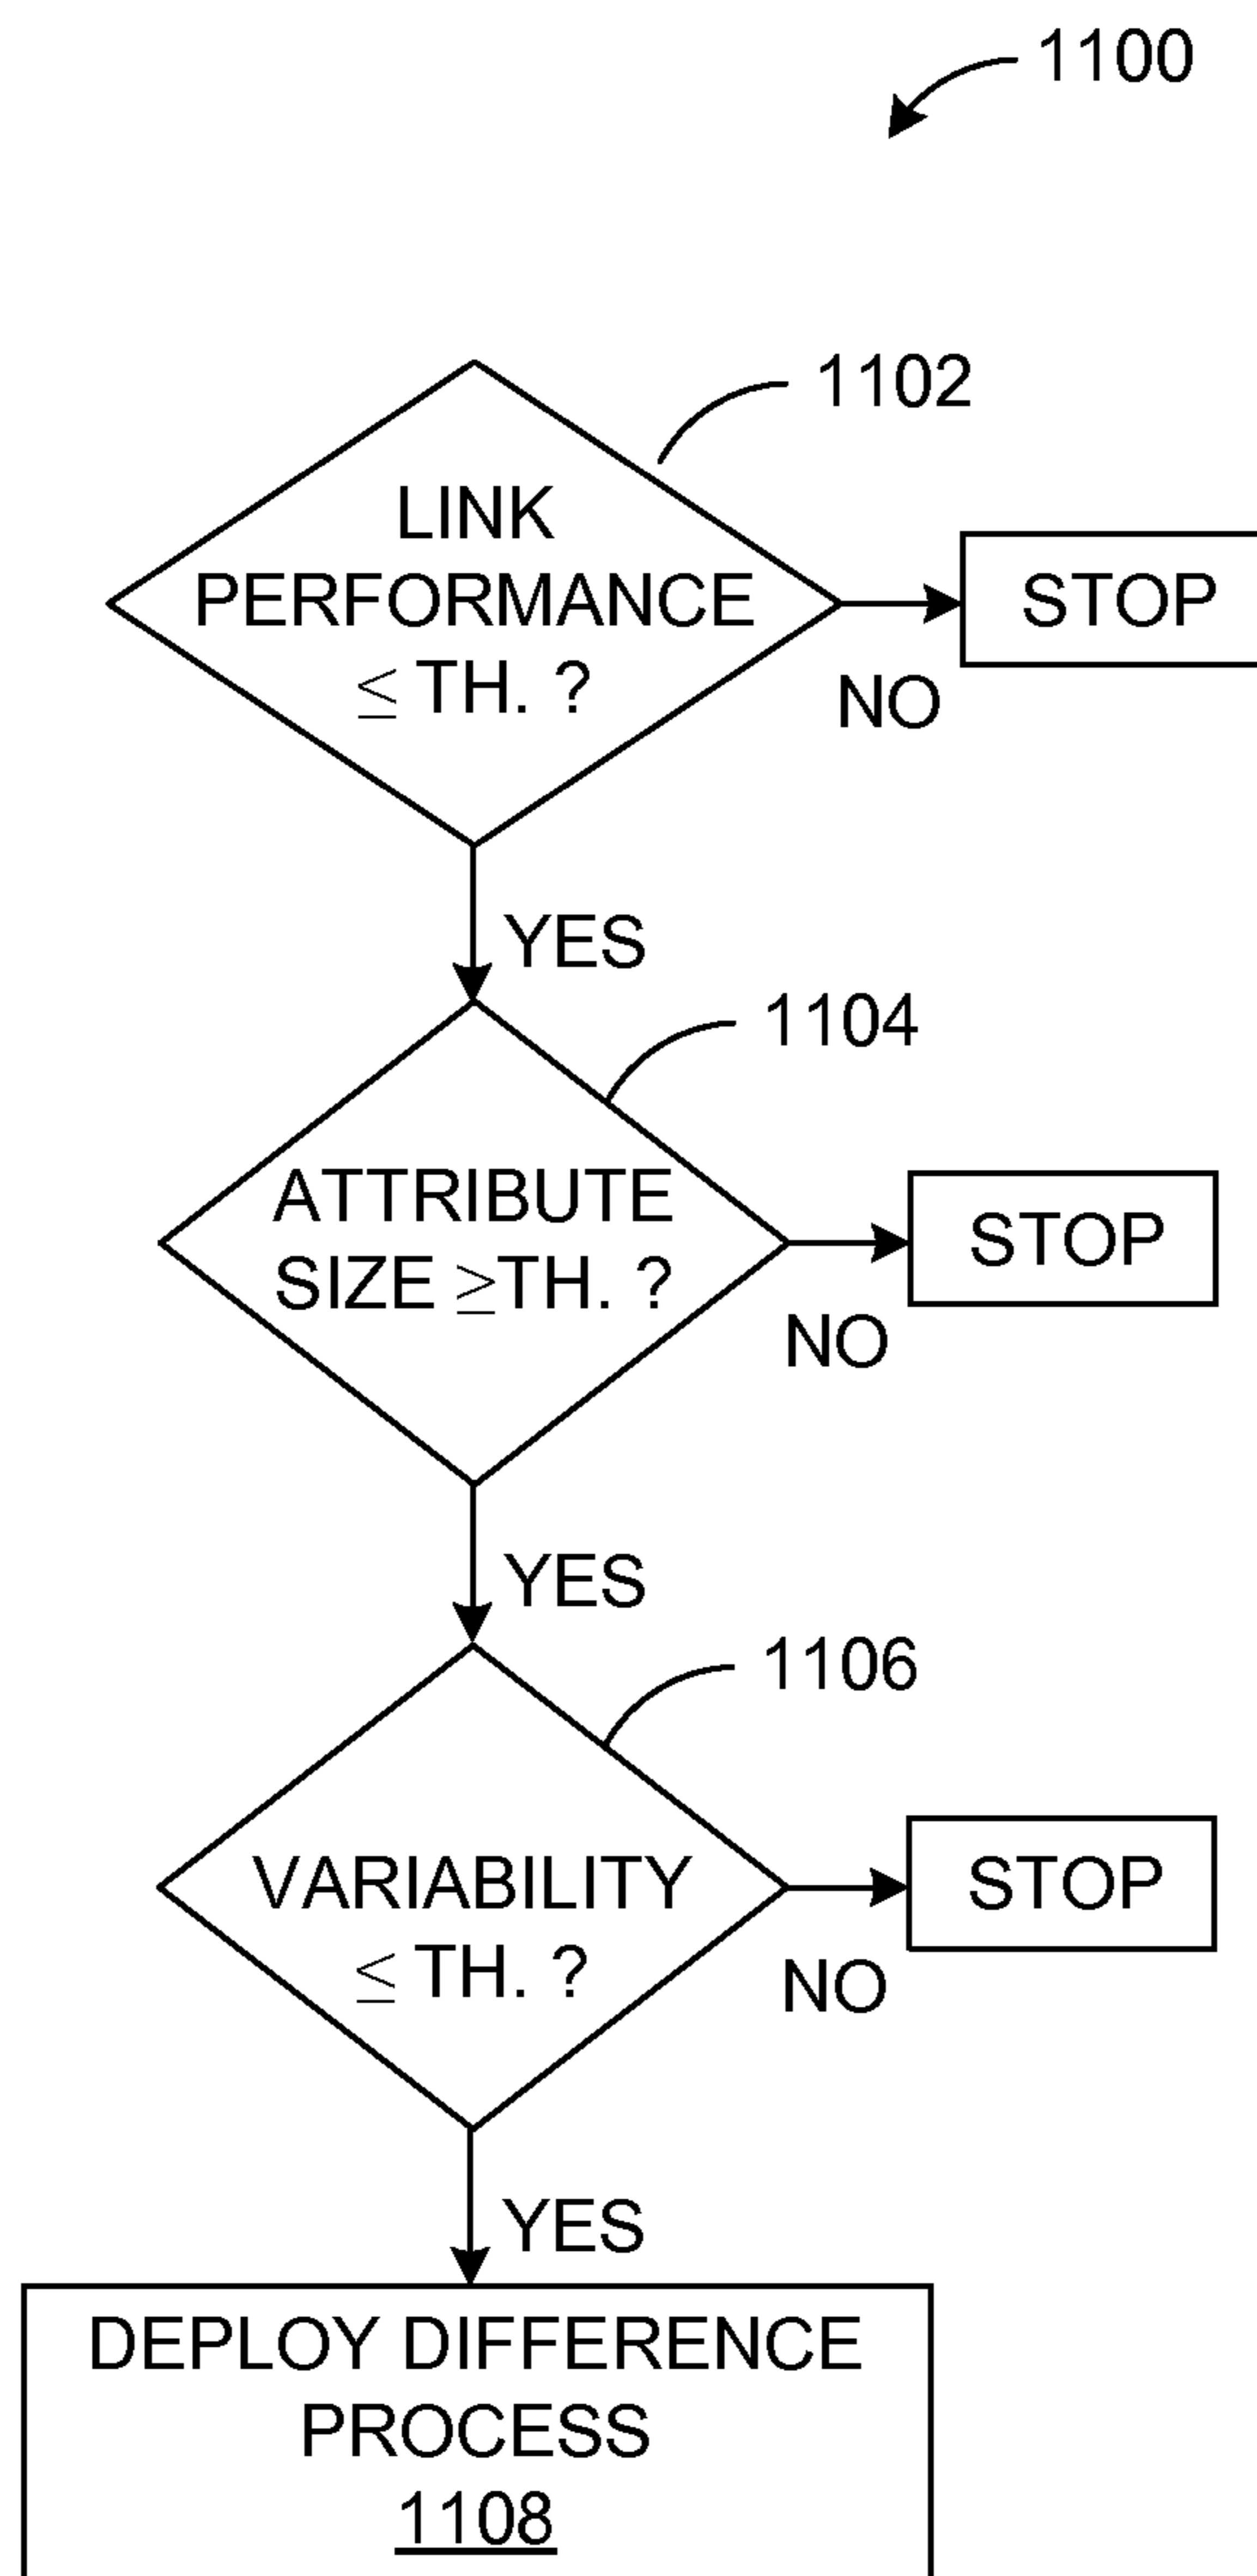 1100
1102
LINK
PERFORMANCE
≤ TH. ?
STOP
NO
YES
1104
ATTRIBUTE
SIZE ≥TH. ?
STOP
NO
YES
1106
VARIABILITY
≤ TH. ?
STOP
NO
YES
DEPLOY DIFFERENCE
PROCESS
1108